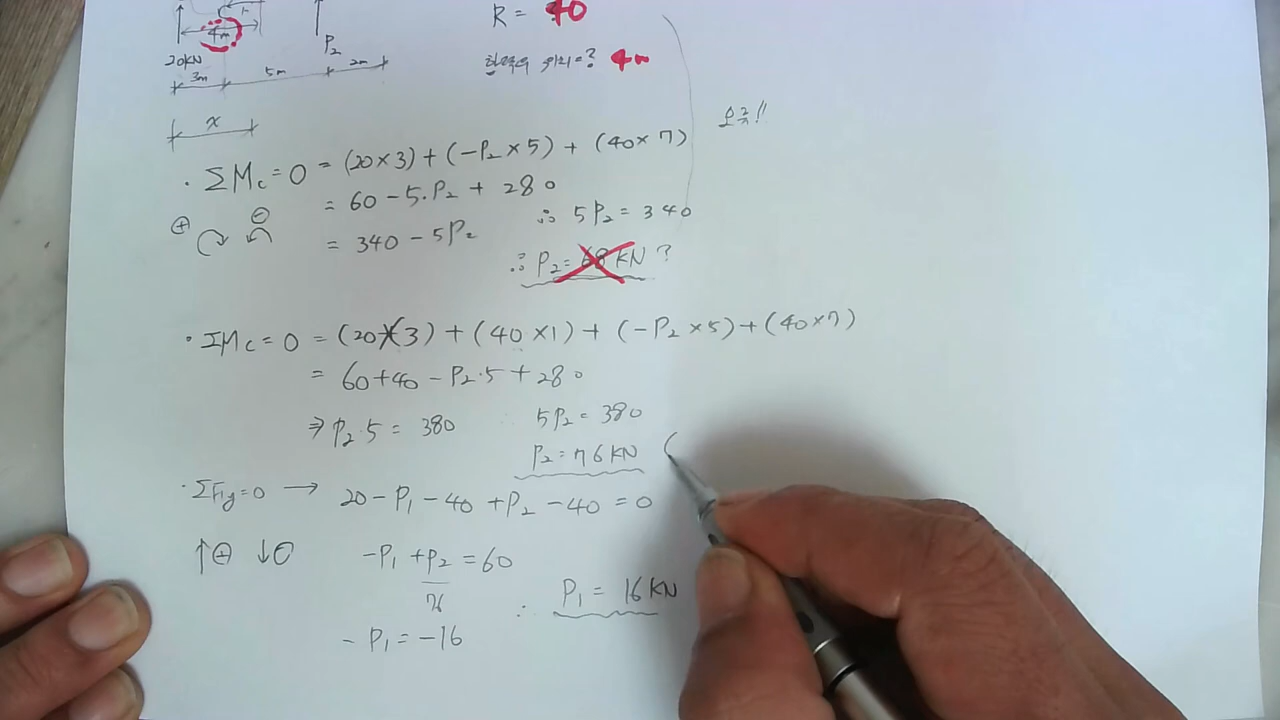 R = 40
4m
20KN
P₂
합력의 위치=? 4m
3m 5m 2m
x
오류!!
· ΣMc=0 = (20×3) + (-P₂×5) + (40×7)
= 60 - 5·P₂ + 280
⊕ ⊖
∴ 5P₂ = 340
= 340 - 5P₂
∴ P₂ = 68 KN ?
· ΣMc=0 = (20×3) + (40×1) + (-P₂×5) + (40×7)
= 60+40 - P₂·5 + 280
⇒ P₂·5 = 380 5P₂ = 380
P₂ = 76KN (
· ΣFy=0 → 20 - P₁ - 40 + P₂ - 40 = 0
↑⊕ ↓⊖ -P₁ + P₂ = 60
76
∴ P₁ = 16 KN
- P₁ = -16